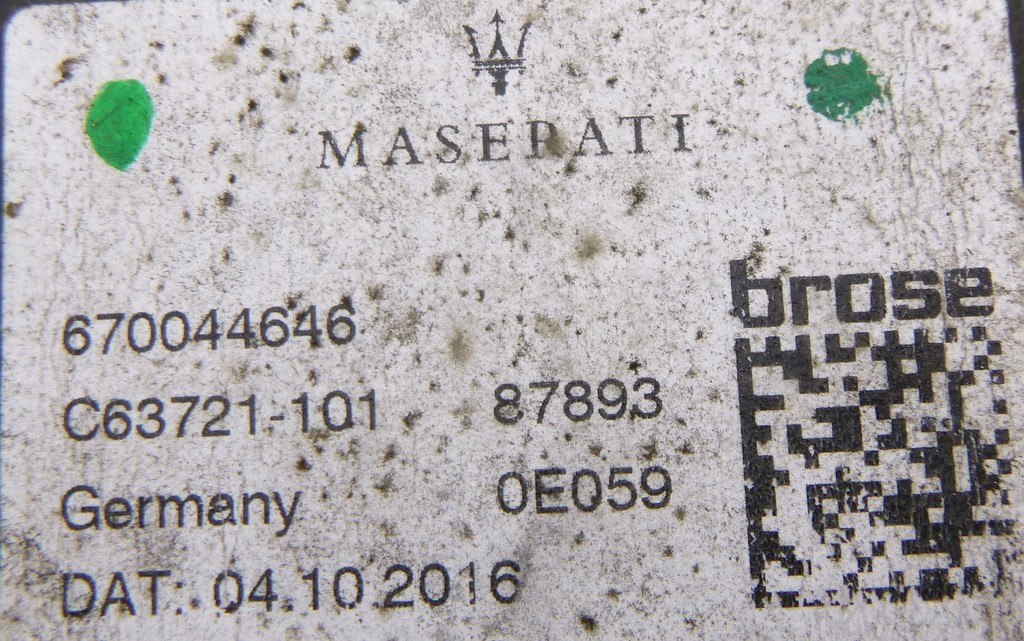 MASERATI
brose
670044646
C63721-101 87893
Germany 0E059
DAT: 04.10.2016